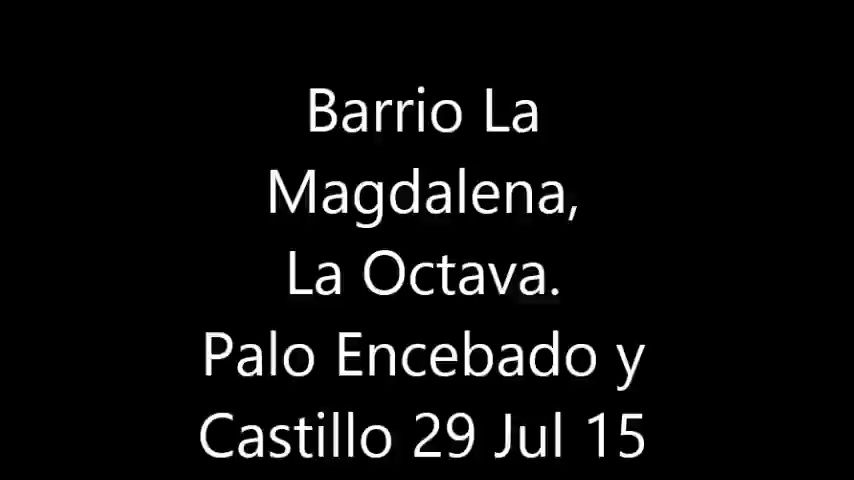 Barrio La
Magdalena,
La Octava.
Palo Encebado y
Castillo 29 Jul 15